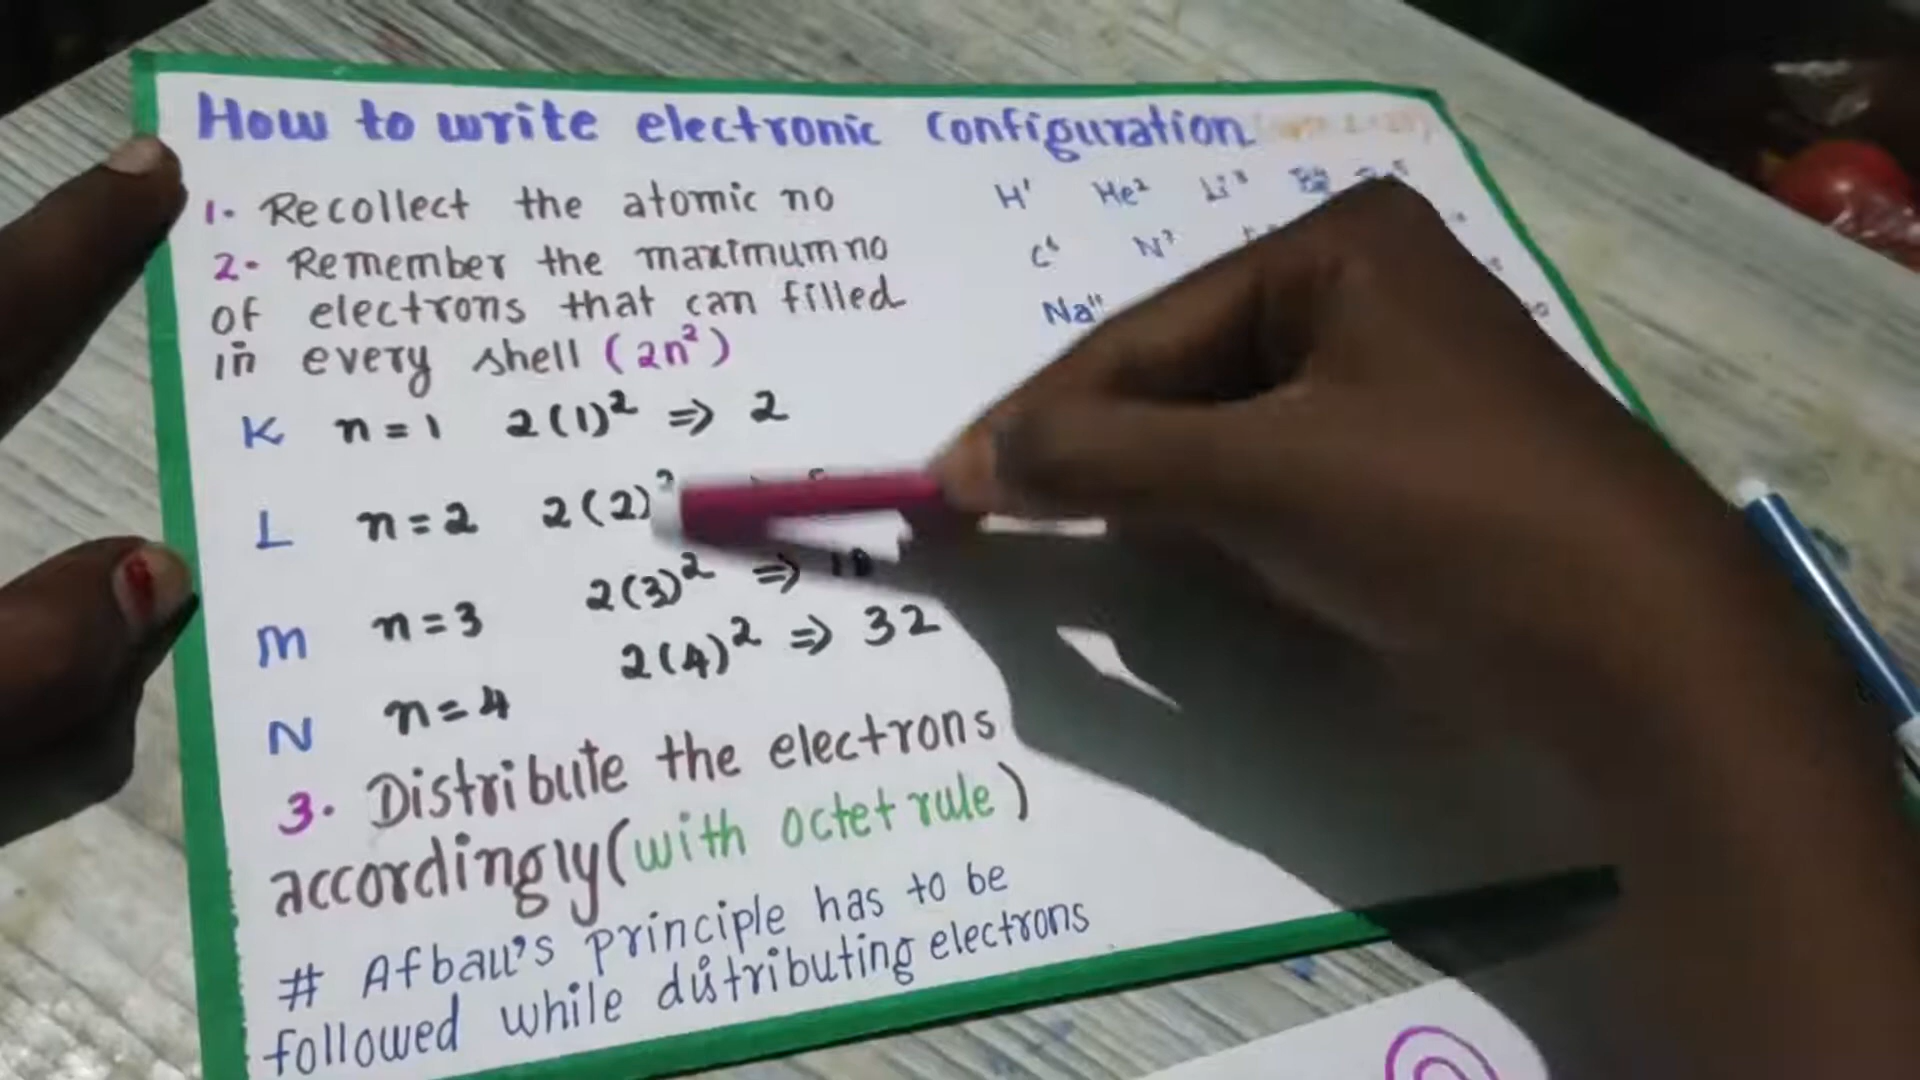 How to write electronic configuration
1. Recollect the atomic no
2. Remember the maximum no
of electrons that can filled
in every shell (2n²)
K n=1 2(1)² ⇒ 2
L n=2 2(2)²
M n=3 2(3)² ⇒ 18
N n=4 2(4)² ⇒ 32
3. Distribute the electrons
accordingly (with octet rule)
# Afbau's principle has to be
followed while distributing electrons
H¹ He² Li³
C⁶ N⁷
Na¹¹